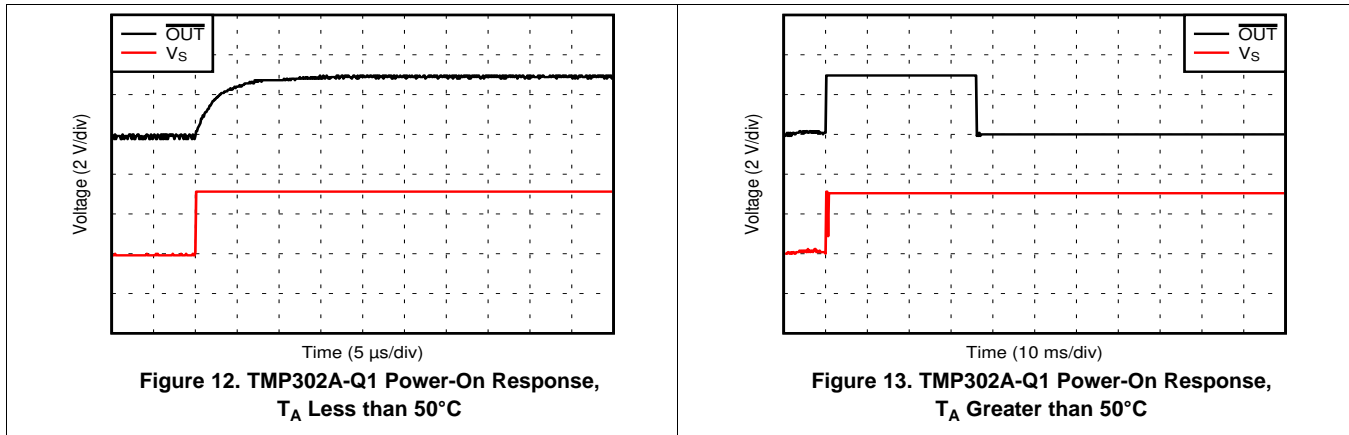 OUT
VS
Voltage (2 V/div)
Time (5 µs/div)
Figure 12. TMP302A-Q1 Power-On Response,
TA Less than 50°C
OUT
VS
Voltage (2 V/div)
Time (10 ms/div)
Figure 13. TMP302A-Q1 Power-On Response,
TA Greater than 50°C